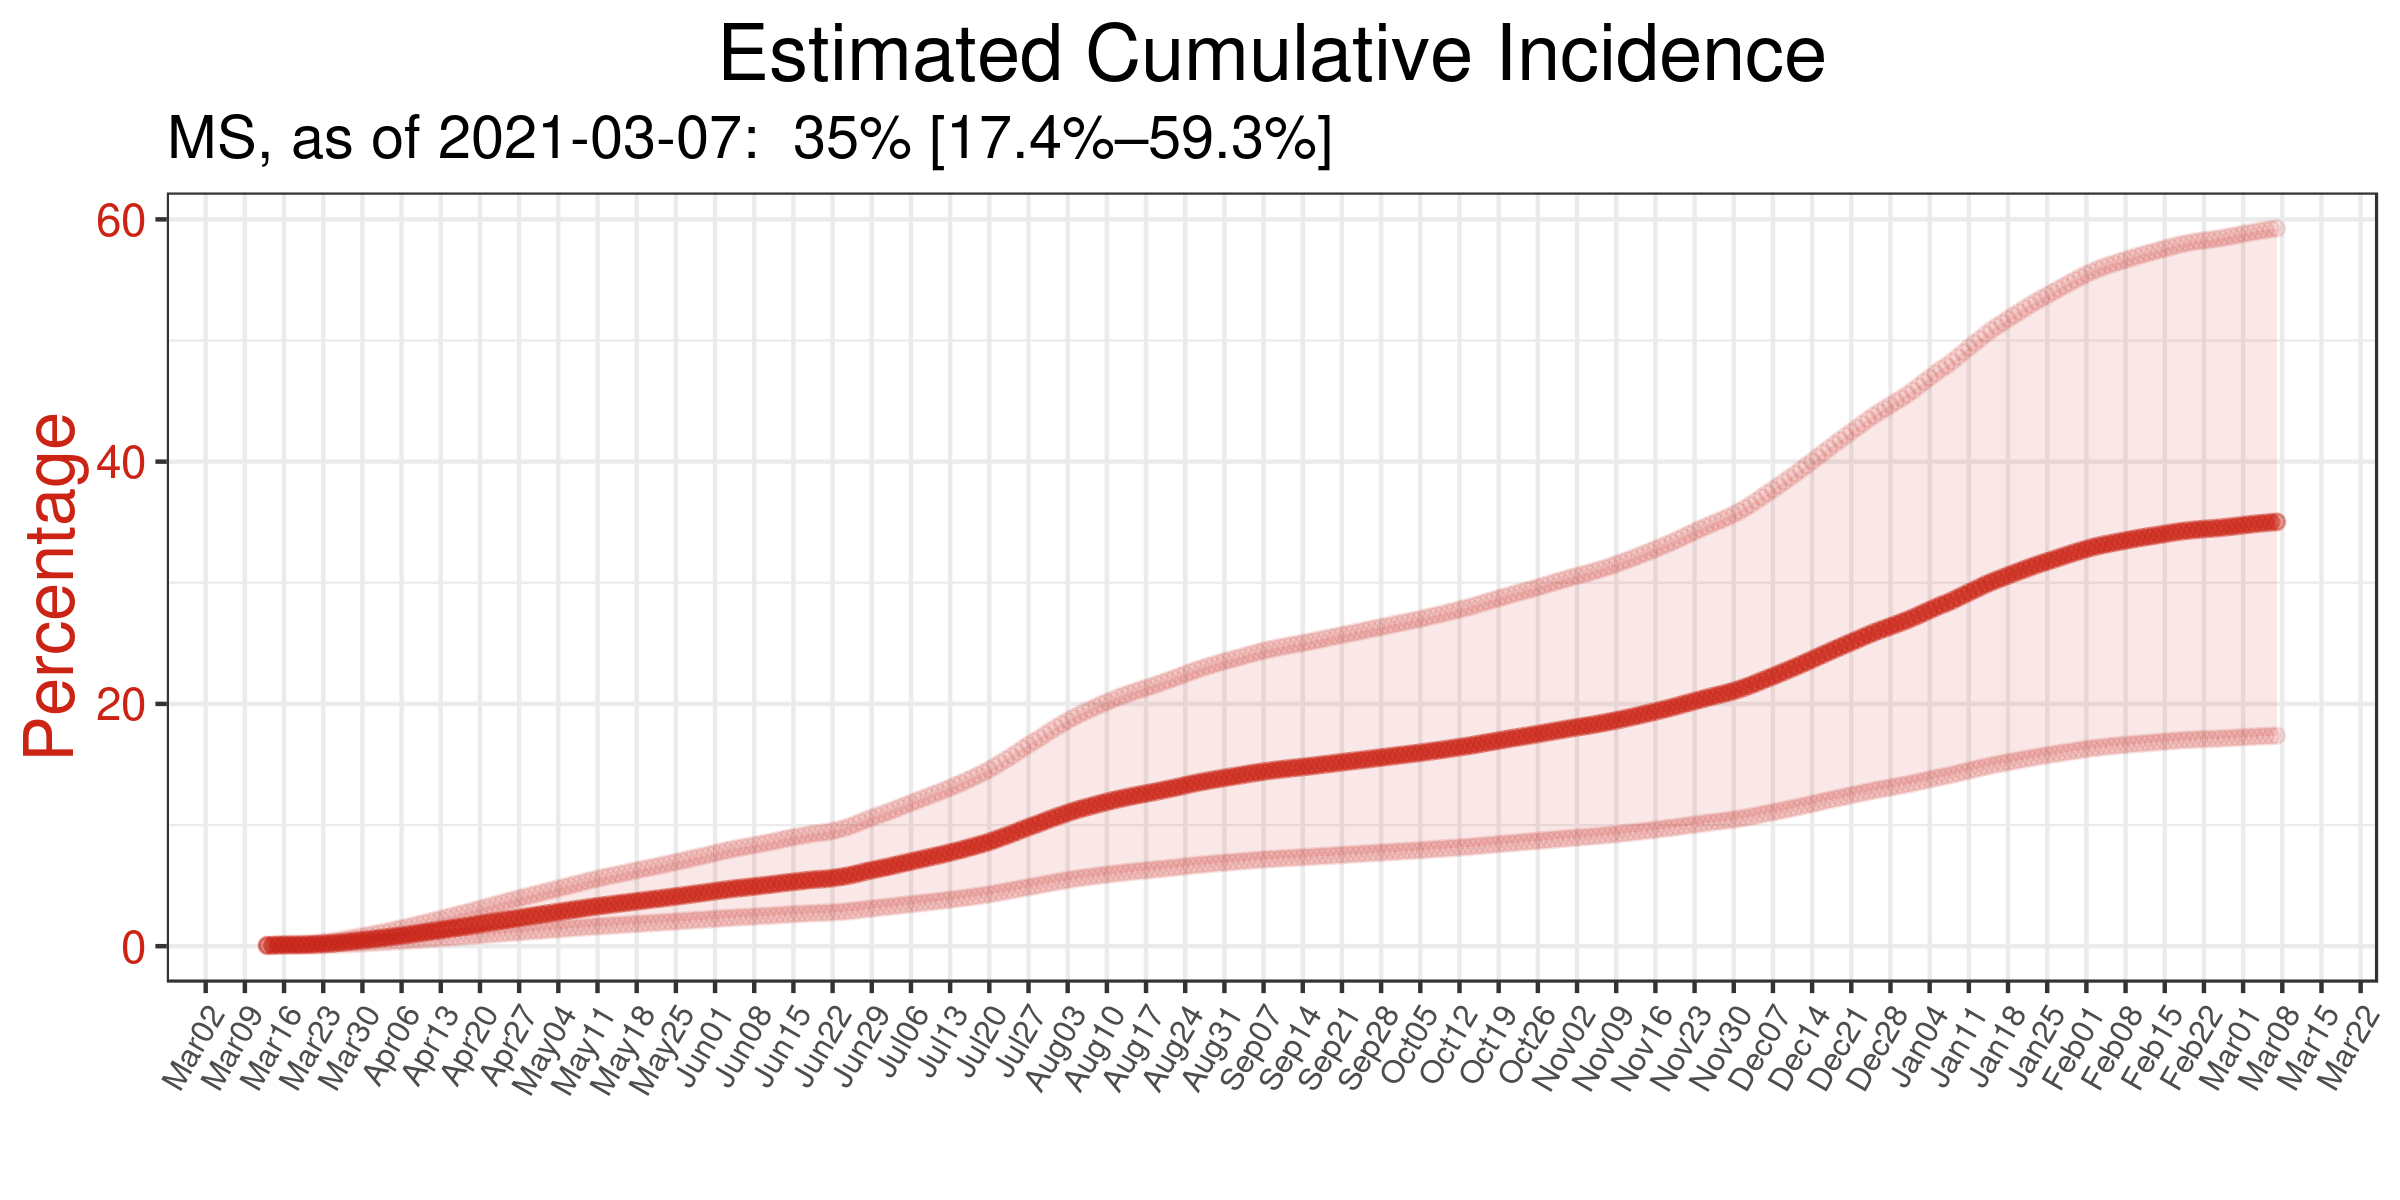 Estimated Cumulative Incidence
MS, as of 2021-03-07:  35% [17.4%–59.3%]
Percentage
60
40
20
0
Mar02
Mar09
Mar16
Mar23
Mar30
Apr06
Apr13
Apr20
Apr27
May04
May11
May18
May25
Jun01
Jun08
Jun15
Jun22
Jun29
Jul06
Jul13
Jul20
Jul27
Aug03
Aug10
Aug17
Aug24
Aug31
Sep07
Sep14
Sep21
Sep28
Oct05
Oct12
Oct19
Oct26
Nov02
Nov09
Nov16
Nov23
Nov30
Dec07
Dec14
Dec21
Dec28
Jan04
Jan11
Jan18
Jan25
Feb01
Feb08
Feb15
Feb22
Mar01
Mar08
Mar15
Mar22